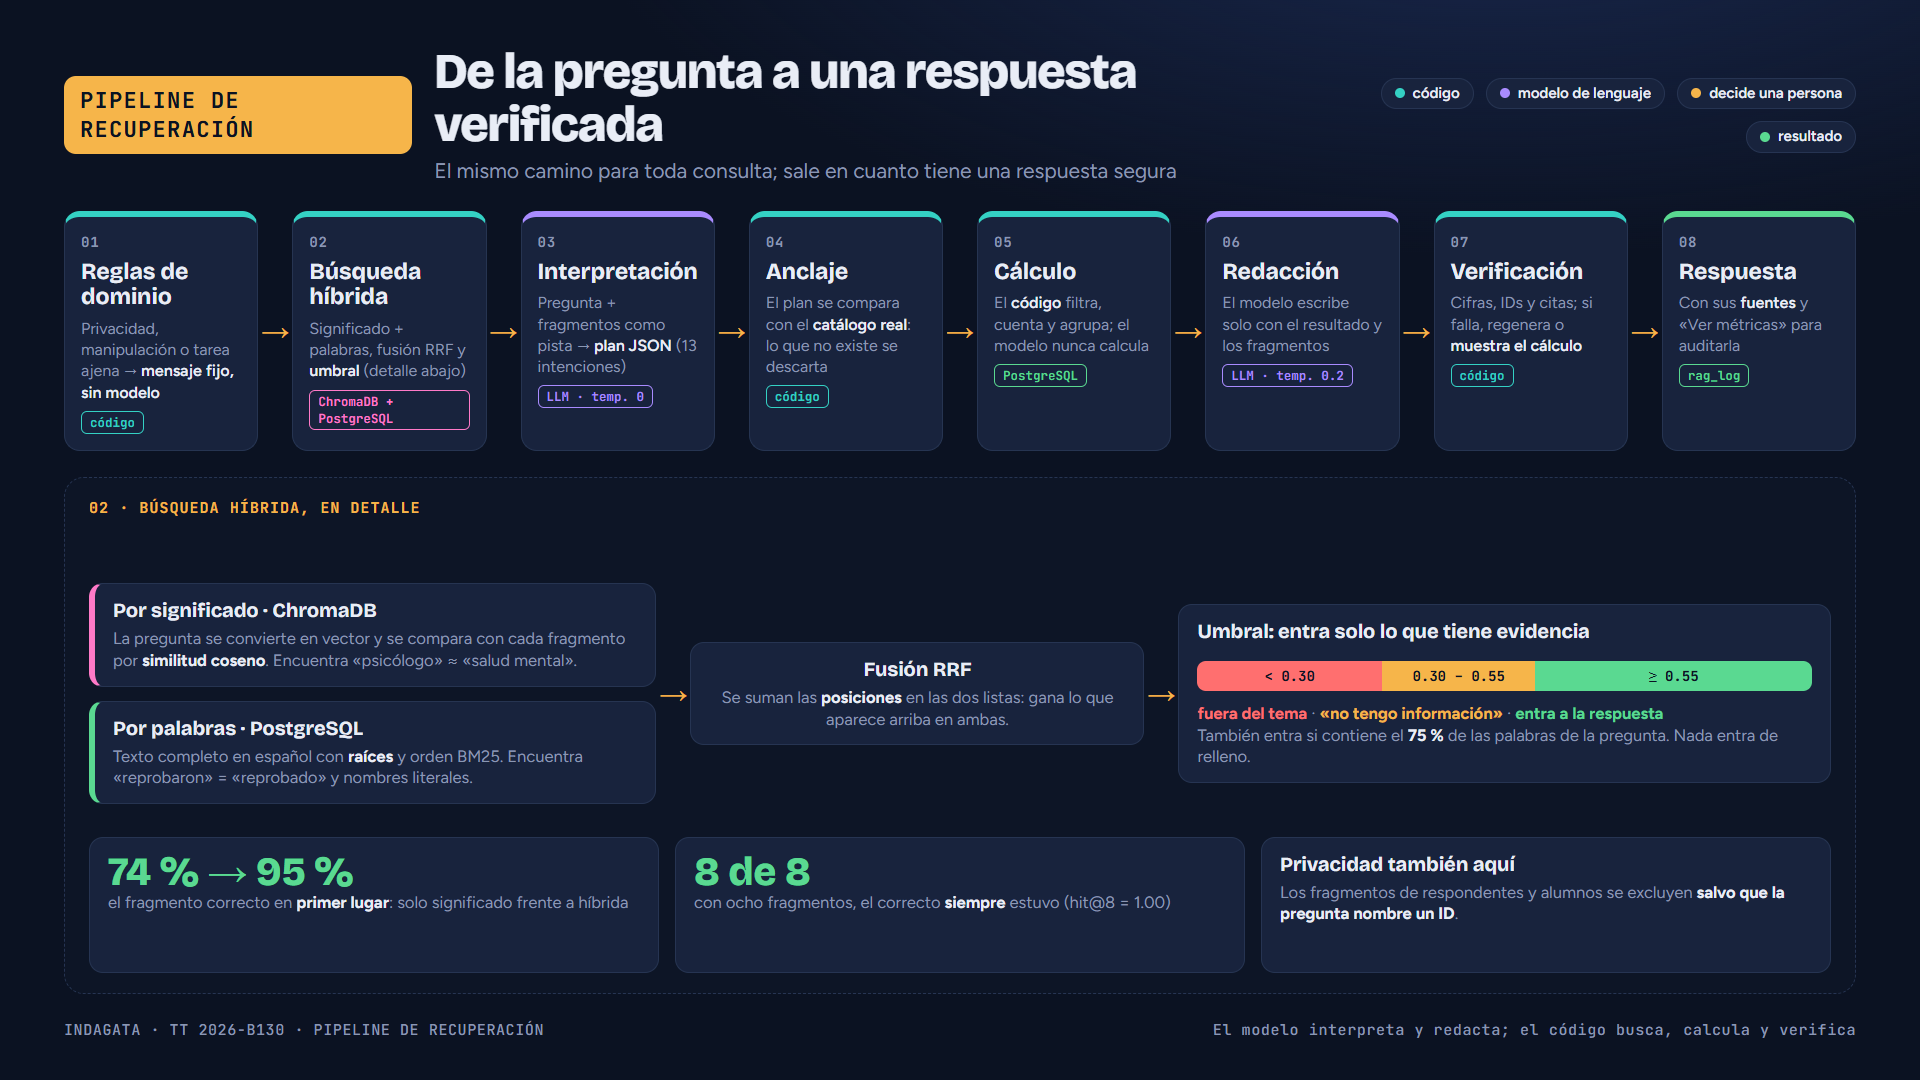 PIPELINE DE
RECUPERACIÓN
De la pregunta a una respuesta
verificada
El mismo camino para toda consulta; sale en cuanto tiene una respuesta segura
código
modelo de lenguaje
decide una persona
resultado
01
Reglas de
dominio
Privacidad,
manipulación o tarea
ajena → mensaje fijo,
sin modelo
código
→
02
Búsqueda
híbrida
Significado +
palabras, fusión RRF y
umbral (detalle abajo)
ChromaDB +
PostgreSQL
→
03
Interpretación
Pregunta +
fragmentos como
pista → plan JSON (13
intenciones)
LLM · temp. 0
→
04
Anclaje
El plan se compara
con el catálogo real:
lo que no existe se
descarta
código
→
05
Cálculo
El código filtra,
cuenta y agrupa; el
modelo nunca calcula
PostgreSQL
→
06
Redacción
El modelo escribe
solo con el resultado y
los fragmentos
LLM · temp. 0.2
→
07
Verificación
Cifras, IDs y citas; si
falla, regenera o
muestra el cálculo
código
→
08
Respuesta
Con sus fuentes y
«Ver métricas» para
auditarla
rag_log
02 · BÚSQUEDA HÍBRIDA, EN DETALLE
Por significado · ChromaDB
La pregunta se convierte en vector y se compara con cada fragmento
por similitud coseno. Encuentra «psicólogo» ≈ «salud mental».
Por palabras · PostgreSQL
Texto completo en español con raíces y orden BM25. Encuentra
«reprobaron» = «reprobado» y nombres literales.
→
Fusión RRF
Se suman las posiciones en las dos listas: gana lo que
aparece arriba en ambas.
→
Umbral: entra solo lo que tiene evidencia
< 0.30
0.30 – 0.55
≥ 0.55
fuera del tema · «no tengo información» · entra a la respuesta
También entra si contiene el 75 % de las palabras de la pregunta. Nada entra de
relleno.
74 % → 95 %
el fragmento correcto en primer lugar: solo significado frente a híbrida
8 de 8
con ocho fragmentos, el correcto siempre estuvo (hit@8 = 1.00)
Privacidad también aquí
Los fragmentos de respondentes y alumnos se excluyen salvo que la
pregunta nombre un ID.
INDAGATA · TT 2026-B130 · PIPELINE DE RECUPERACIÓN
El modelo interpreta y redacta; el código busca, calcula y verifica